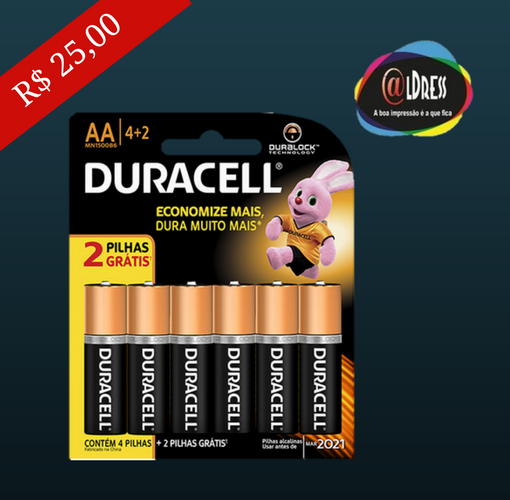 R$ 25,00
@LDRESS
A boa impressão é a que fica
AA 4+2
MN1500B6
DURALOCK™
TECHNOLOGY
DURACELL®
ECONOMIZE MAIS,
DURA MUITO MAIS*
2 PILHAS
GRÁTIS†
DURACELL
DURACELL DURACELL DURACELL DURACELL DURACELL DURACELL
CONTÉM 4 PILHAS + 2 PILHAS GRÁTIS†
Fabricado na China
Pilhas alcalinas
Usar antes de MAR 2021